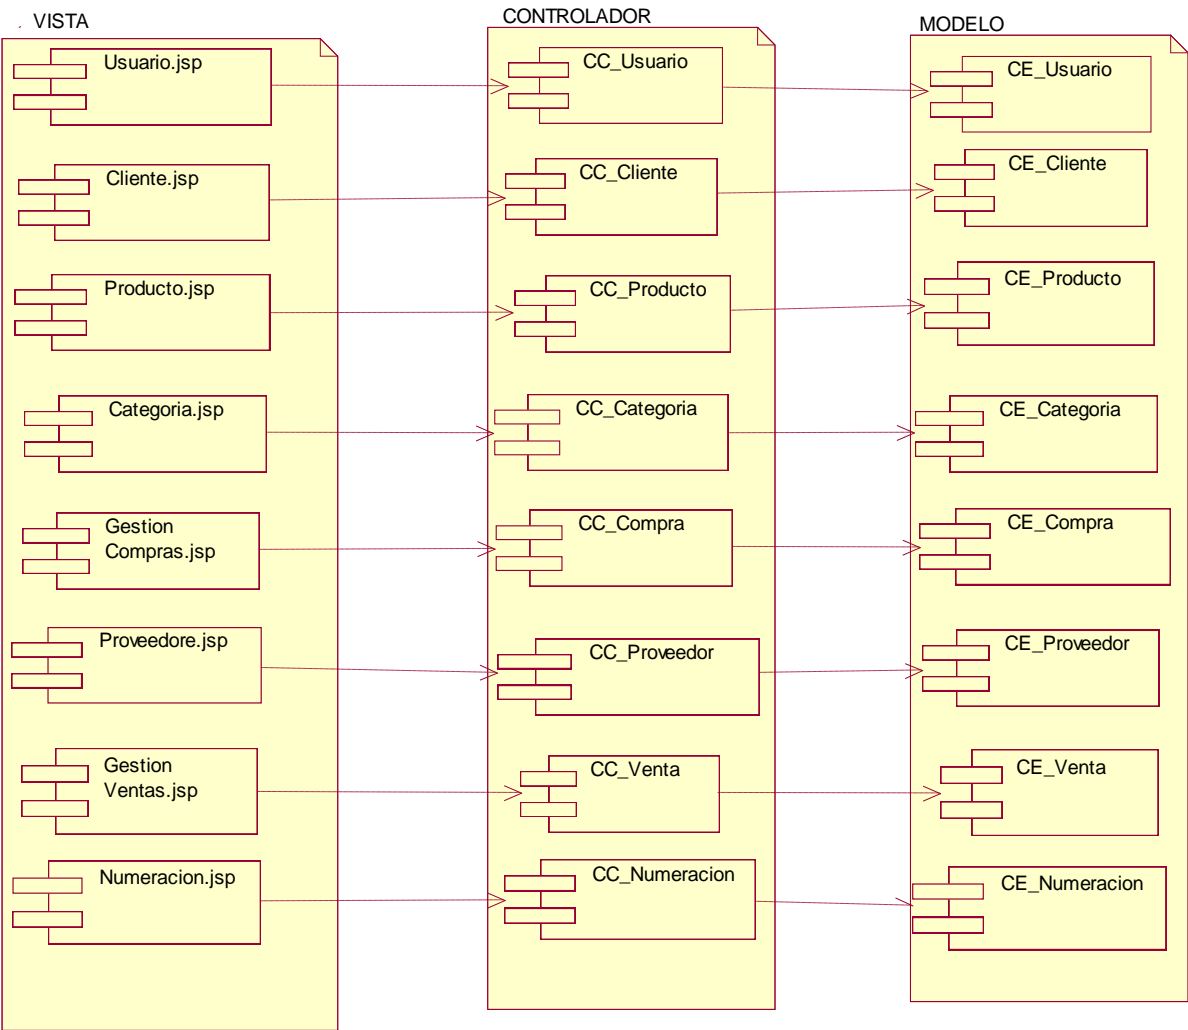 VISTA
CONTROLADOR
MODELO
Usuario.jsp
CC_Usuario
CE_Usuario
Cliente.jsp
CC_Cliente
CE_Cliente
Producto.jsp
CC_Producto
CE_Producto
Categoria.jsp
CC_Categoria
CE_Categoria
Gestion
Compras.jsp
CC_Compra
CE_Compra
Proveedore.jsp
CC_Proveedor
CE_Proveedor
Gestion
Ventas.jsp
CC_Venta
CE_Venta
Numeracion.jsp
CC_Numeracion
CE_Numeracion